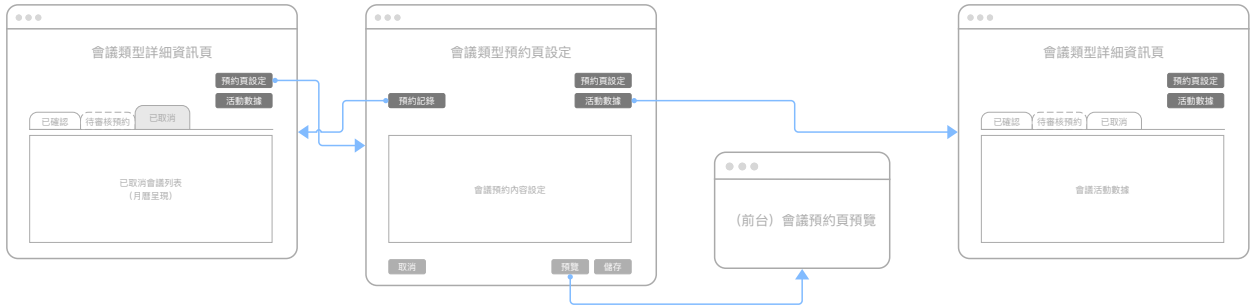 會議類型詳細資訊頁
預約頁設定
活動數據
已確認
待審核預約
已取消
已取消會議列表
（月曆呈現）
會議類型預約頁設定
預約頁設定
預約記錄
活動數據
會議預約內容設定
取消
預覽
儲存
（前台）會議預約頁預覽
會議類型詳細資訊頁
預約頁設定
活動數據
已確認
待審核預約
已取消
會議活動數據